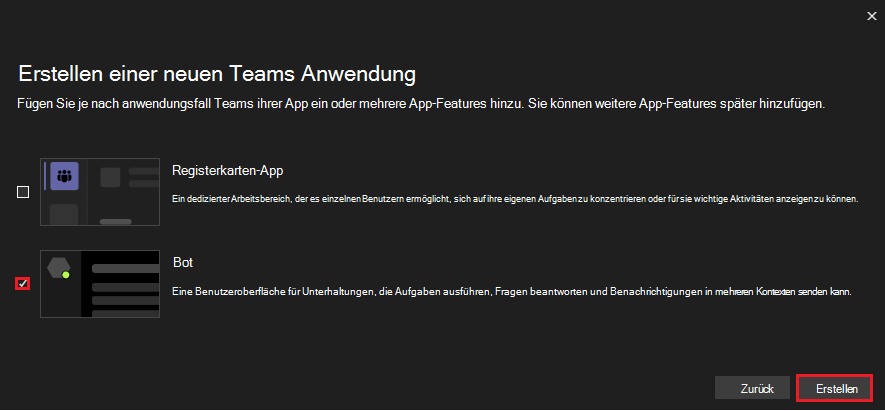 Erstellen einer neuen Teams Anwendung
Fügen Sie je nach anwendungsfall Teams ihrer App ein oder mehrere App-Features hinzu. Sie können weitere App-Features später hinzufügen.
Registerkarten-App
Ein dedizierter Arbeitsbereich, der es einzelnen Benutzern ermöglicht, sich auf ihre eigenen Aufgaben zu konzentrieren oder für sie wichtige Aktivitäten anzeigen zu können.
Bot
Eine Benutzeroberfläche für Unterhaltungen, die Aufgaben ausführen, Fragen beantworten und Benachrichtigungen in mehreren Kontexten senden kann.
Zurück
Erstellen